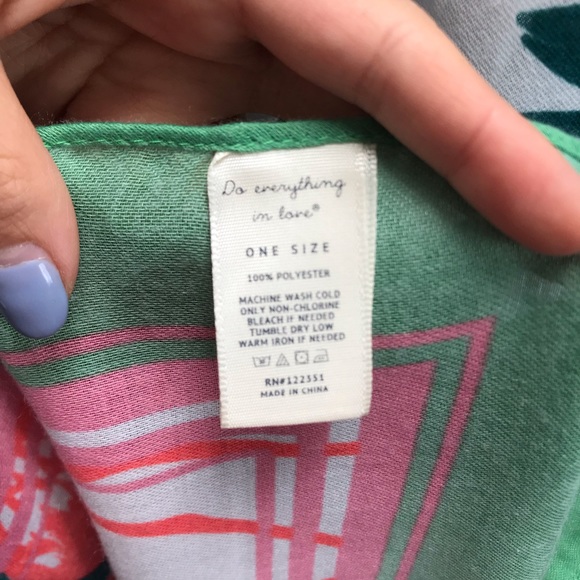 Do everything
in love®
ONE SIZE
100% POLYESTER
MACHINE WASH COLD
ONLY NON-CHLORINE
BLEACH IF NEEDED
TUMBLE DRY LOW
WARM IRON IF NEEDED
RN#122351
MADE IN CHINA